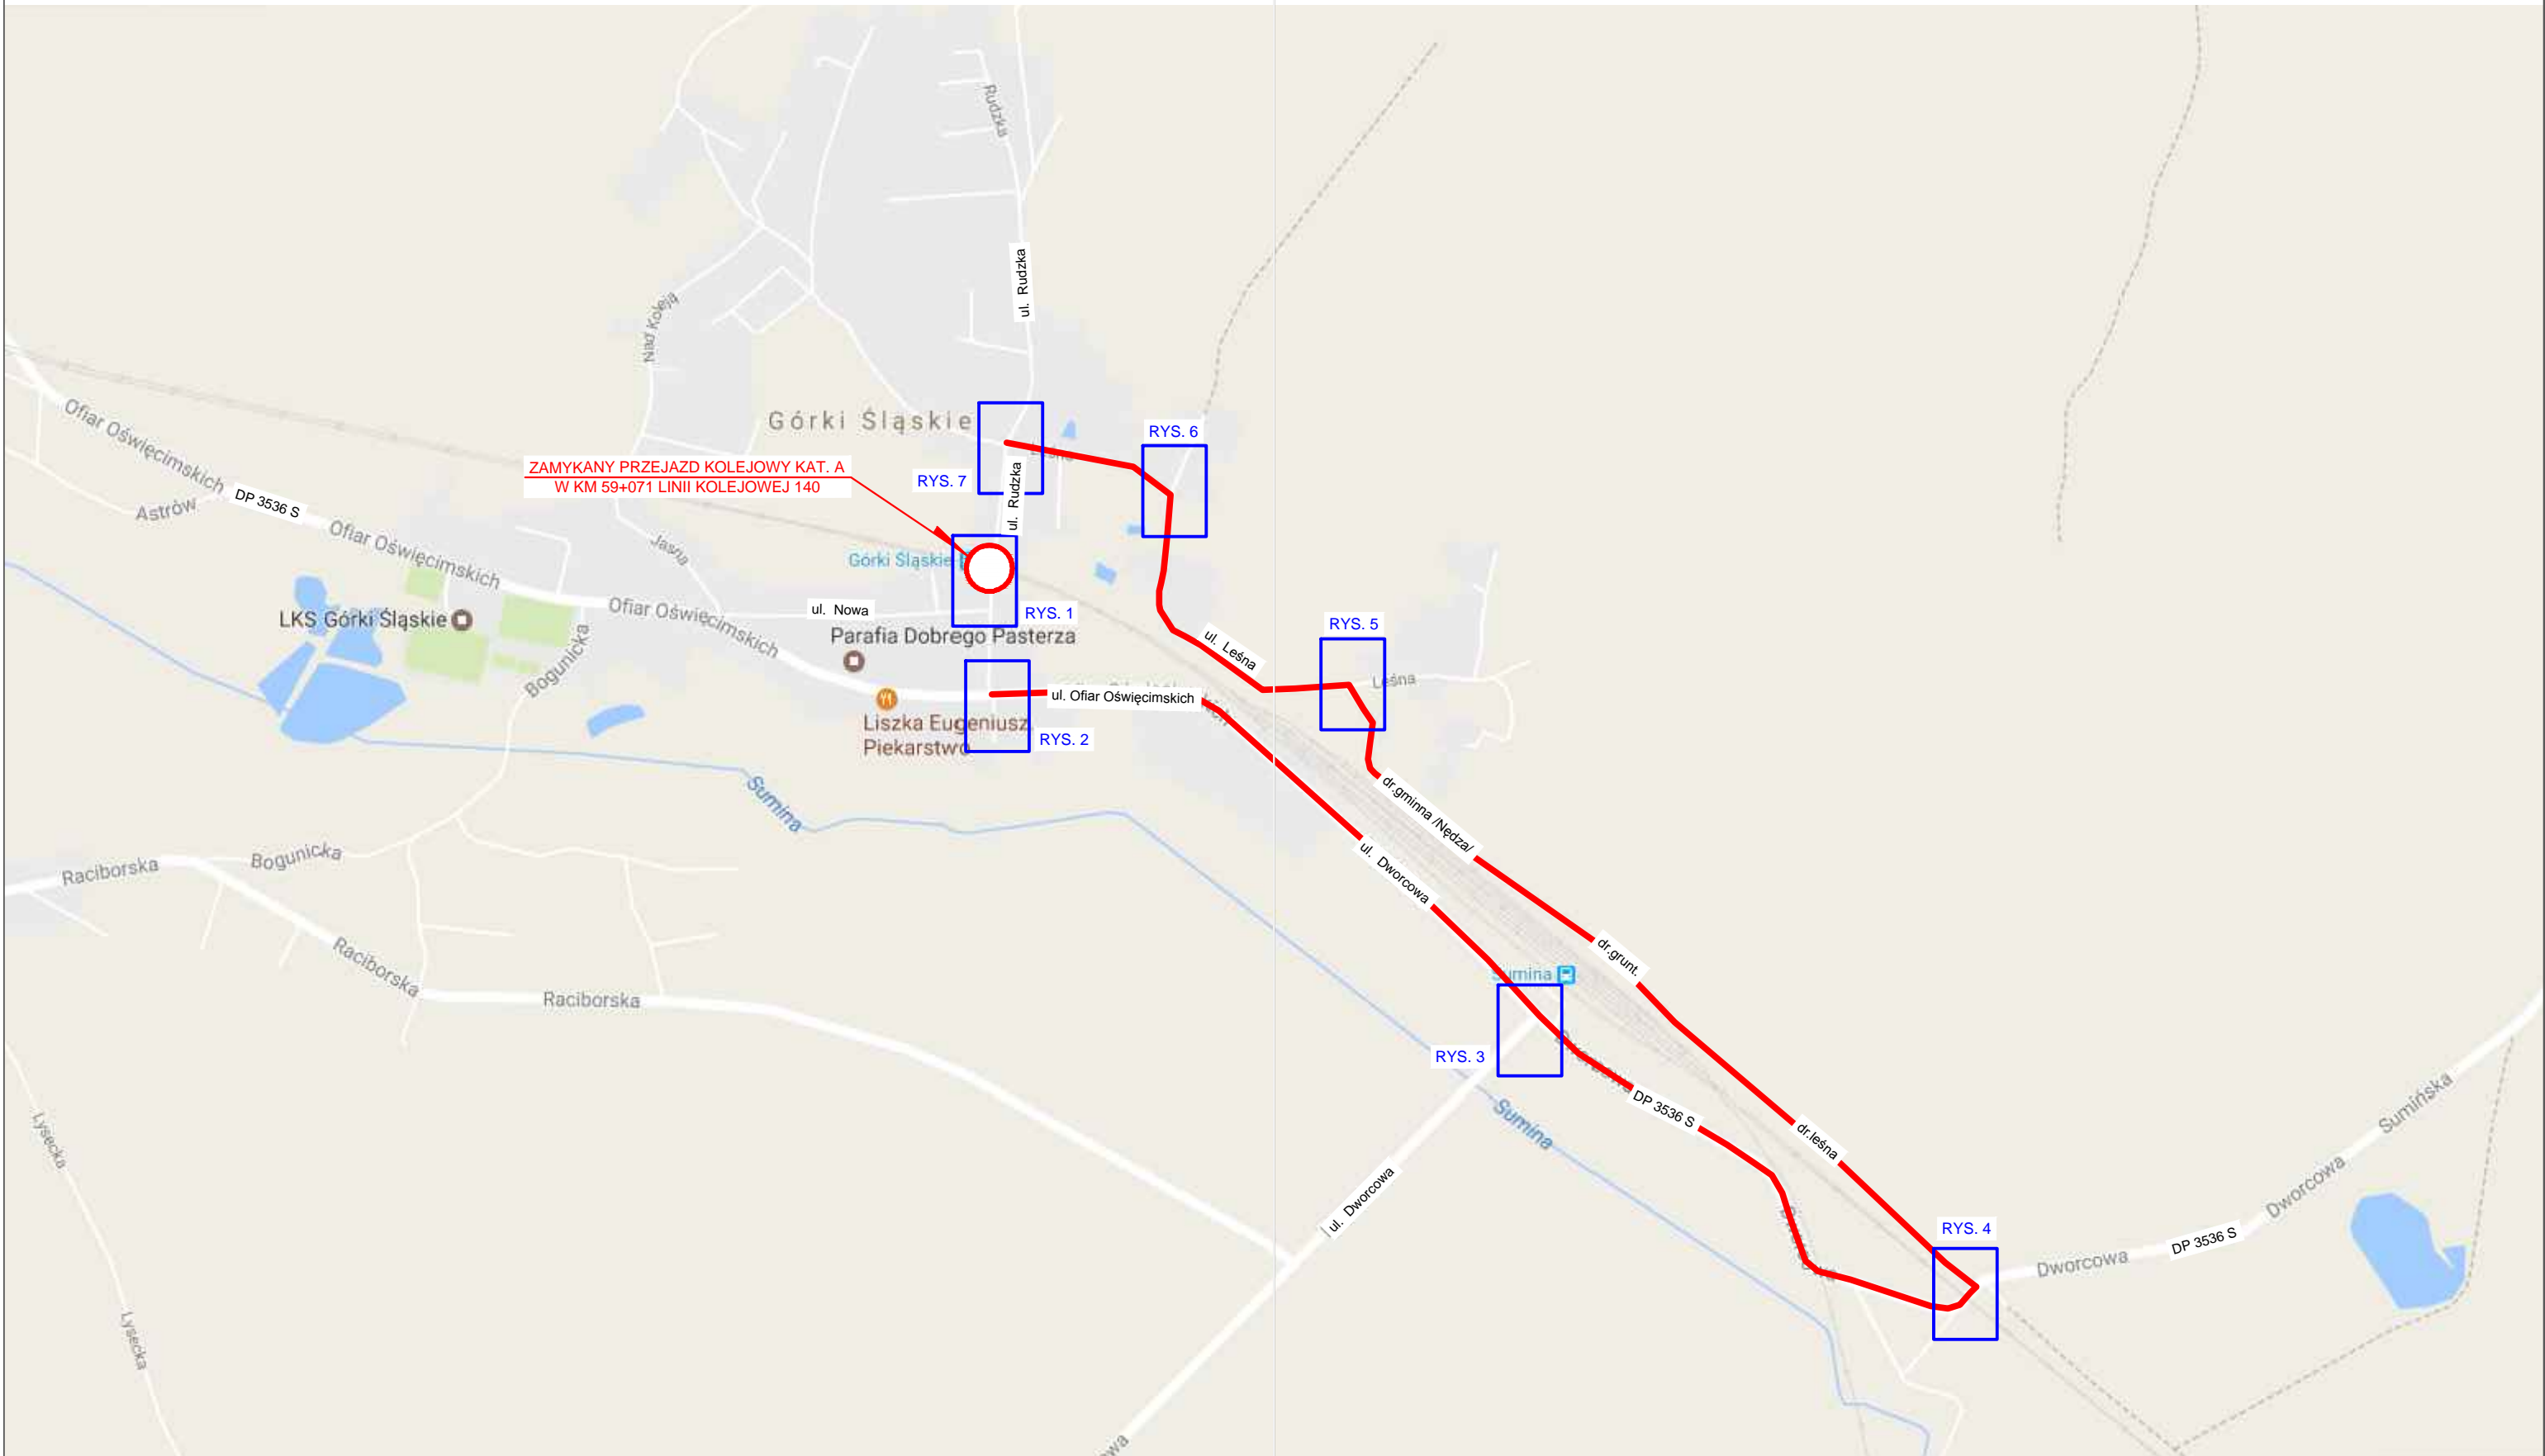 Rudzka
ul. Rudzka
Nad Koleją
Górki Śląskie
RYS. 6
Ofiar Oświęcimskich
ZAMYKANY PRZEJAZD KOLEJOWY KAT. A
W KM 59+071 LINII KOLEJOWEJ 140
RYS. 7
ul. Rudzka
DP 3536 S
Astrów
Ofiar Oświęcimskich
Jasna
Górki Śląskie
Ofiar Oświęcimskich
ul. Nowa
RYS. 1
LKS Górki Śląskie
Parafia Dobrego Pasterza
RYS. 5
ul. Leśna
Leśna
Bogunicka
ul. Ofiar Oświęcimskich
Liszka Eugeniusz.
Piekarstwo
RYS. 2
Sumina
dr.gminna /Nędza/
ul. Dworcowa
Raciborska
Bogunicka
Raciborska
Raciborska
dr.grunt.
Sumina
RYS. 3
Dworcowa
DP 3536 S
Sumina
dr.leśna
Sumińska
Lysecka
ul. Dworcowa
Dworcowa
RYS. 4
DP 3536 S
Dworcowa
Dworcowa
Lysecka